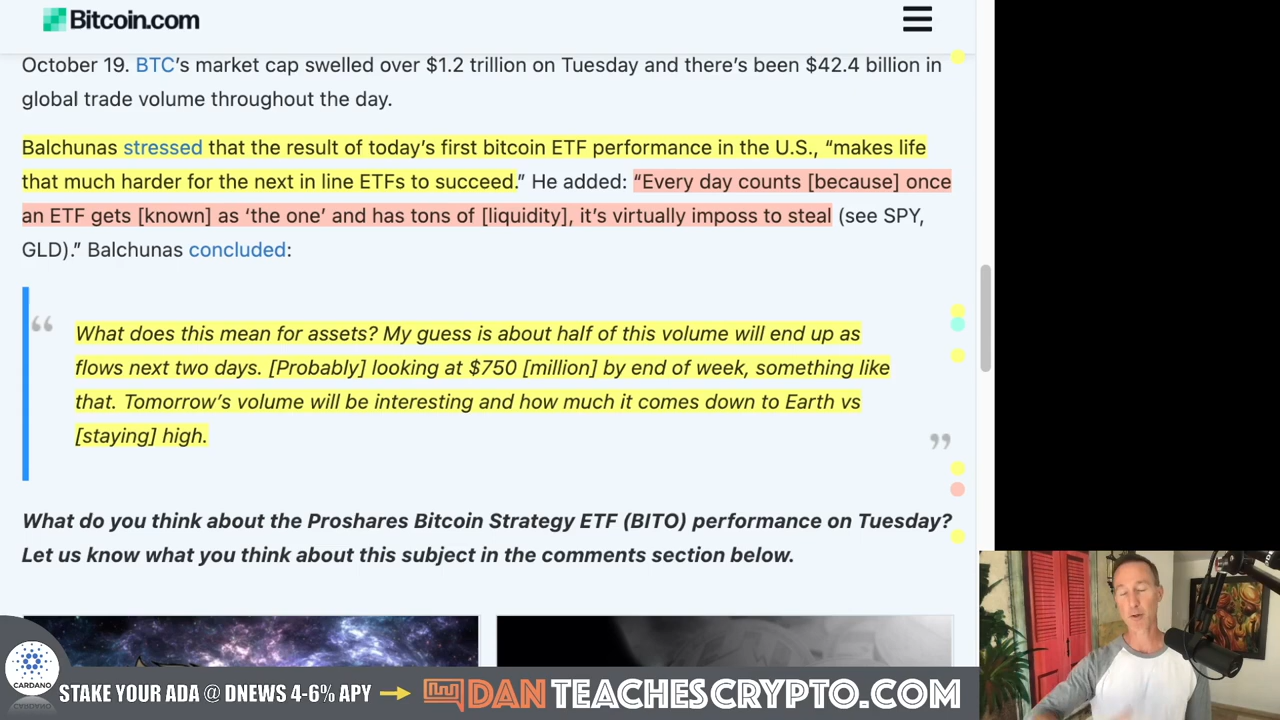 Bitcoin.com
October 19. BTC’s market cap swelled over $1.2 trillion on Tuesday and there’s been $42.4 billion in
global trade volume throughout the day.
Balchunas stressed that the result of today’s first bitcoin ETF performance in the U.S., “makes life
that much harder for the next in line ETFs to succeed.” He added: “Every day counts [because] once
an ETF gets [known] as ‘the one’ and has tons of [liquidity], it’s virtually imposs to steal (see SPY,
GLD).” Balchunas concluded:
“
What does this mean for assets? My guess is about half of this volume will end up as
flows next two days. [Probably] looking at $750 [million] by end of week, something like
that. Tomorrow’s volume will be interesting and how much it comes down to Earth vs
[staying] high.
”
What do you think about the Proshares Bitcoin Strategy ETF (BITO) performance on Tuesday?
Let us know what you think about this subject in the comments section below.
CARDANO
STAKE YOUR ADA @ DNEWS 4-6% APY
DANTEACHESCRYPTO.COM